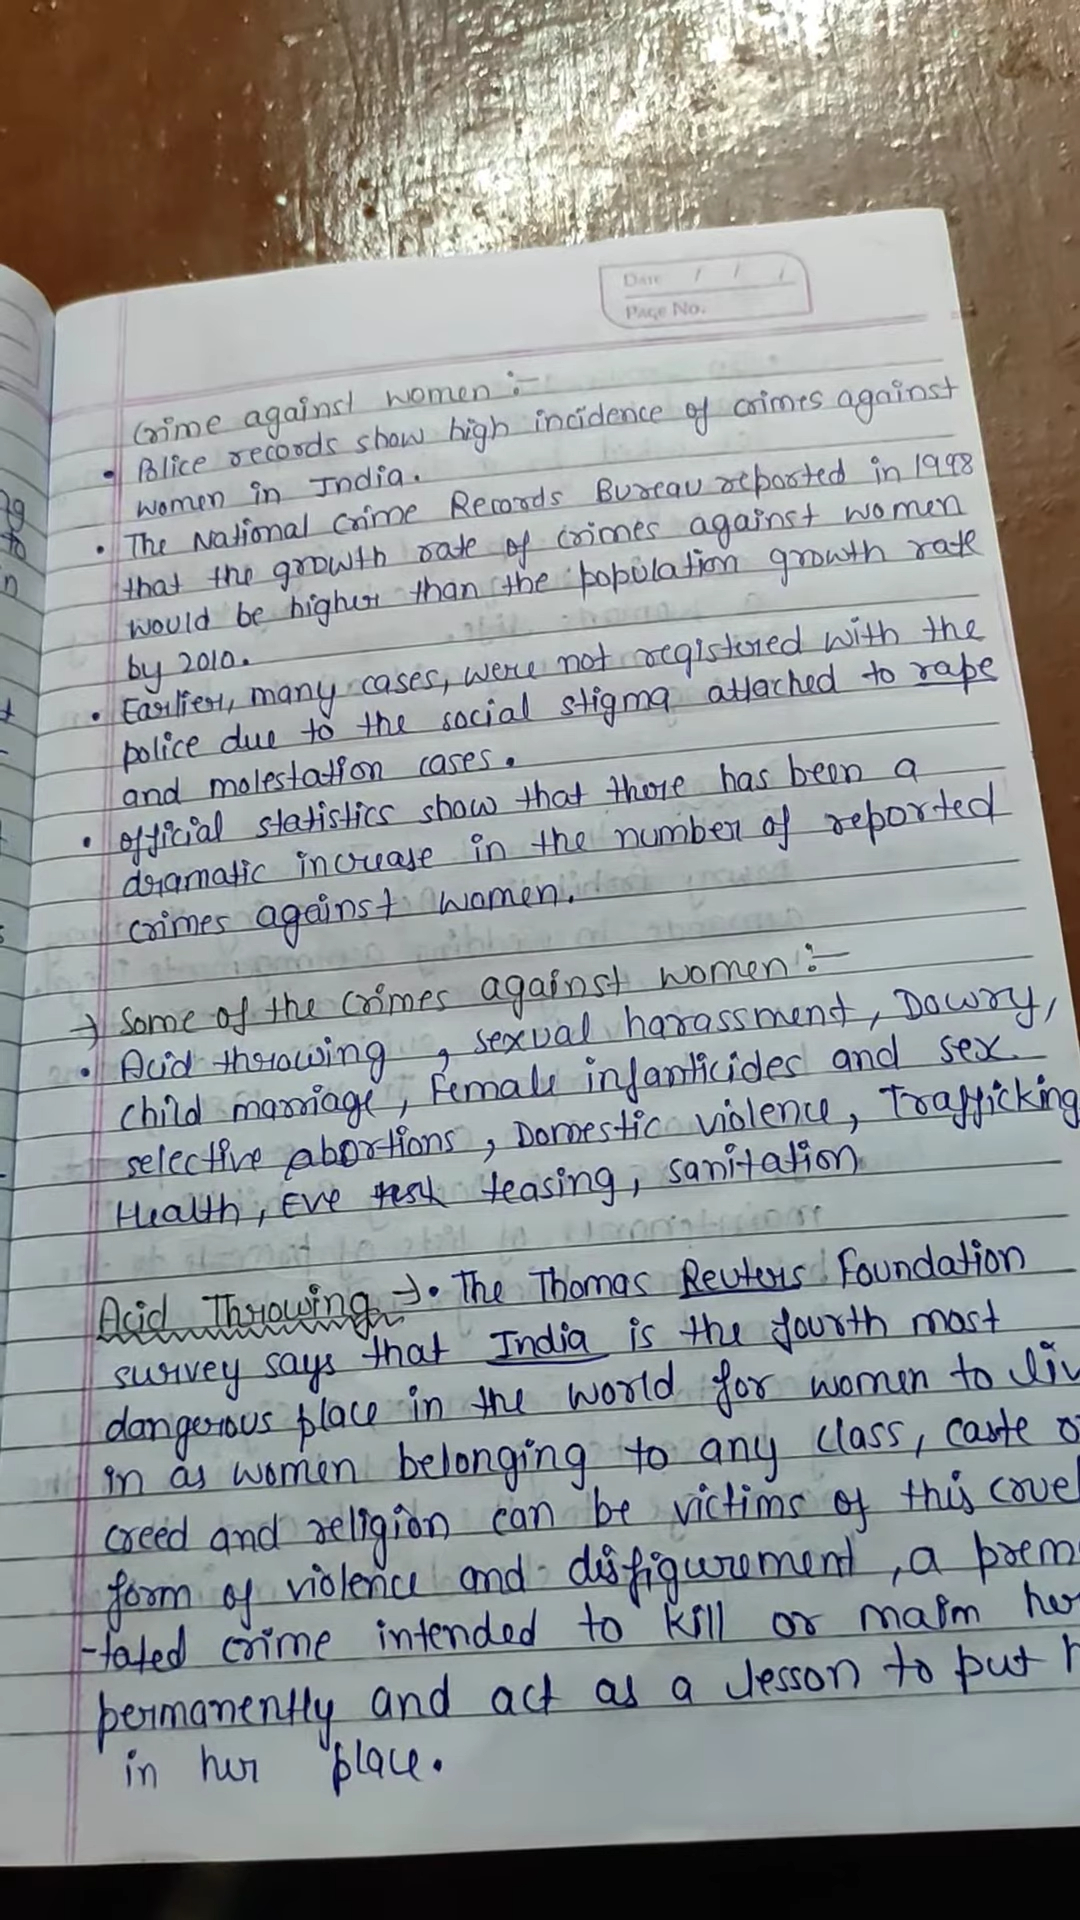 Date / / /
Page No.
Crime against women :-
• Police records show high incidence of crimes against
women in India.
• The National Crime Records Bureau reported in 1998
that the growth rate of crimes against women
would be higher than the population growth rate
by 2010.
• Earlier, many cases, were not registered with the
police due to the social stigma attached to rape
and molestation cases.
• Official statistics show that there has been a
dramatic increase in the number of reported
crimes against women.
→ Some of the crimes against women :-
• Acid throwing , sexual harassment, Dowry,
child marriage, Female infanticides and sex
selective abortions, Domestic violence, Trafficking
Health, Eve teasing, sanitation
Acid Throwing → • The Thomas Reuters Foundation
survey says that India is the fourth most
dangerous place in the world for women to liv
in as women belonging to any class, caste o
creed and religion can be victims of this cruel
form of violence and disfigurement, a prem
-tated crime intended to kill or maim her
permanently and act as a lesson to put h
in her place.